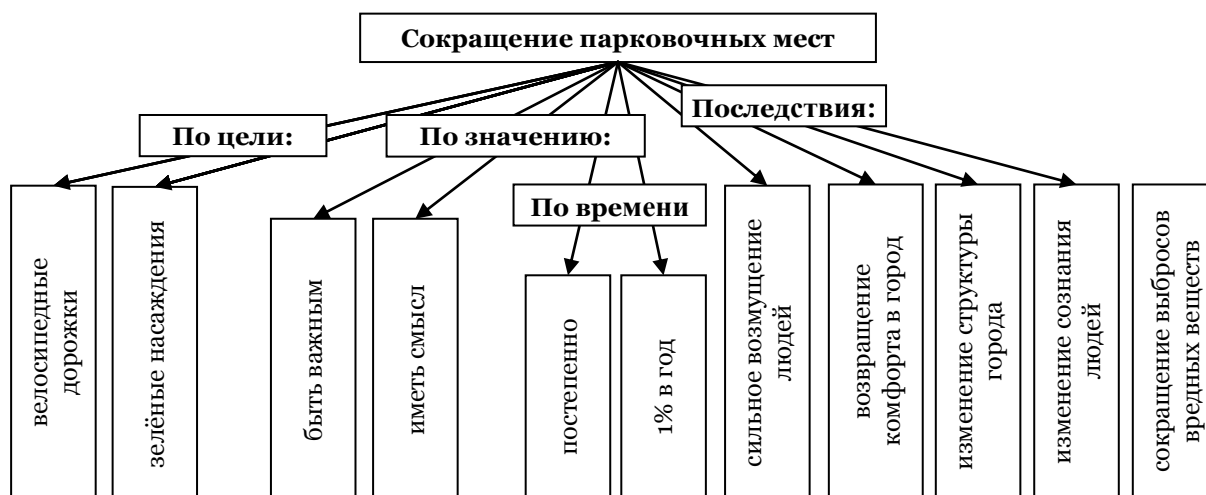 Сокращение парковочных мест
По цели:
По значению:
По времени
Последствия:
велосипедные
дорожки
зелёные насаждения
быть важным
иметь смысл
постепенно
1% в год
сильное возмущение
людей
возвращение
комфорта в город
изменение структуры
города
изменение сознания
людей
сокращение выбросов
вредных веществ